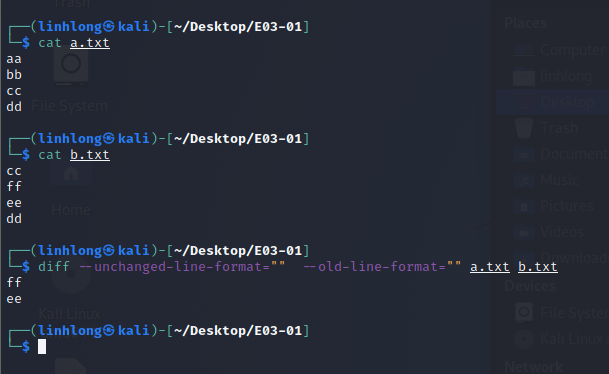 Trash
Places
┌──(linhlong㉿kali)-[~/Desktop/E03-01]
└─$ cat a.txt
Computer
aa
bb
linhlong
cc
Desktop
dd
File System
Trash
┌──(linhlong㉿kali)-[~/Desktop/E03-01]
└─$ cat b.txt
Documents
cc
Music
ff
ee
Pictures
dd
Home
Videos
┌──(linhlong㉿kali)-[~/Desktop/E03-01]
└─$ diff --unchanged-line-format=""  --old-line-format="" a.txt b.txt
Downloads
ff
Devices
ee
File System
Kali Linux
Kali Linux
┌──(linhlong㉿kali)-[~/Desktop/E03-01]
└─$
Network